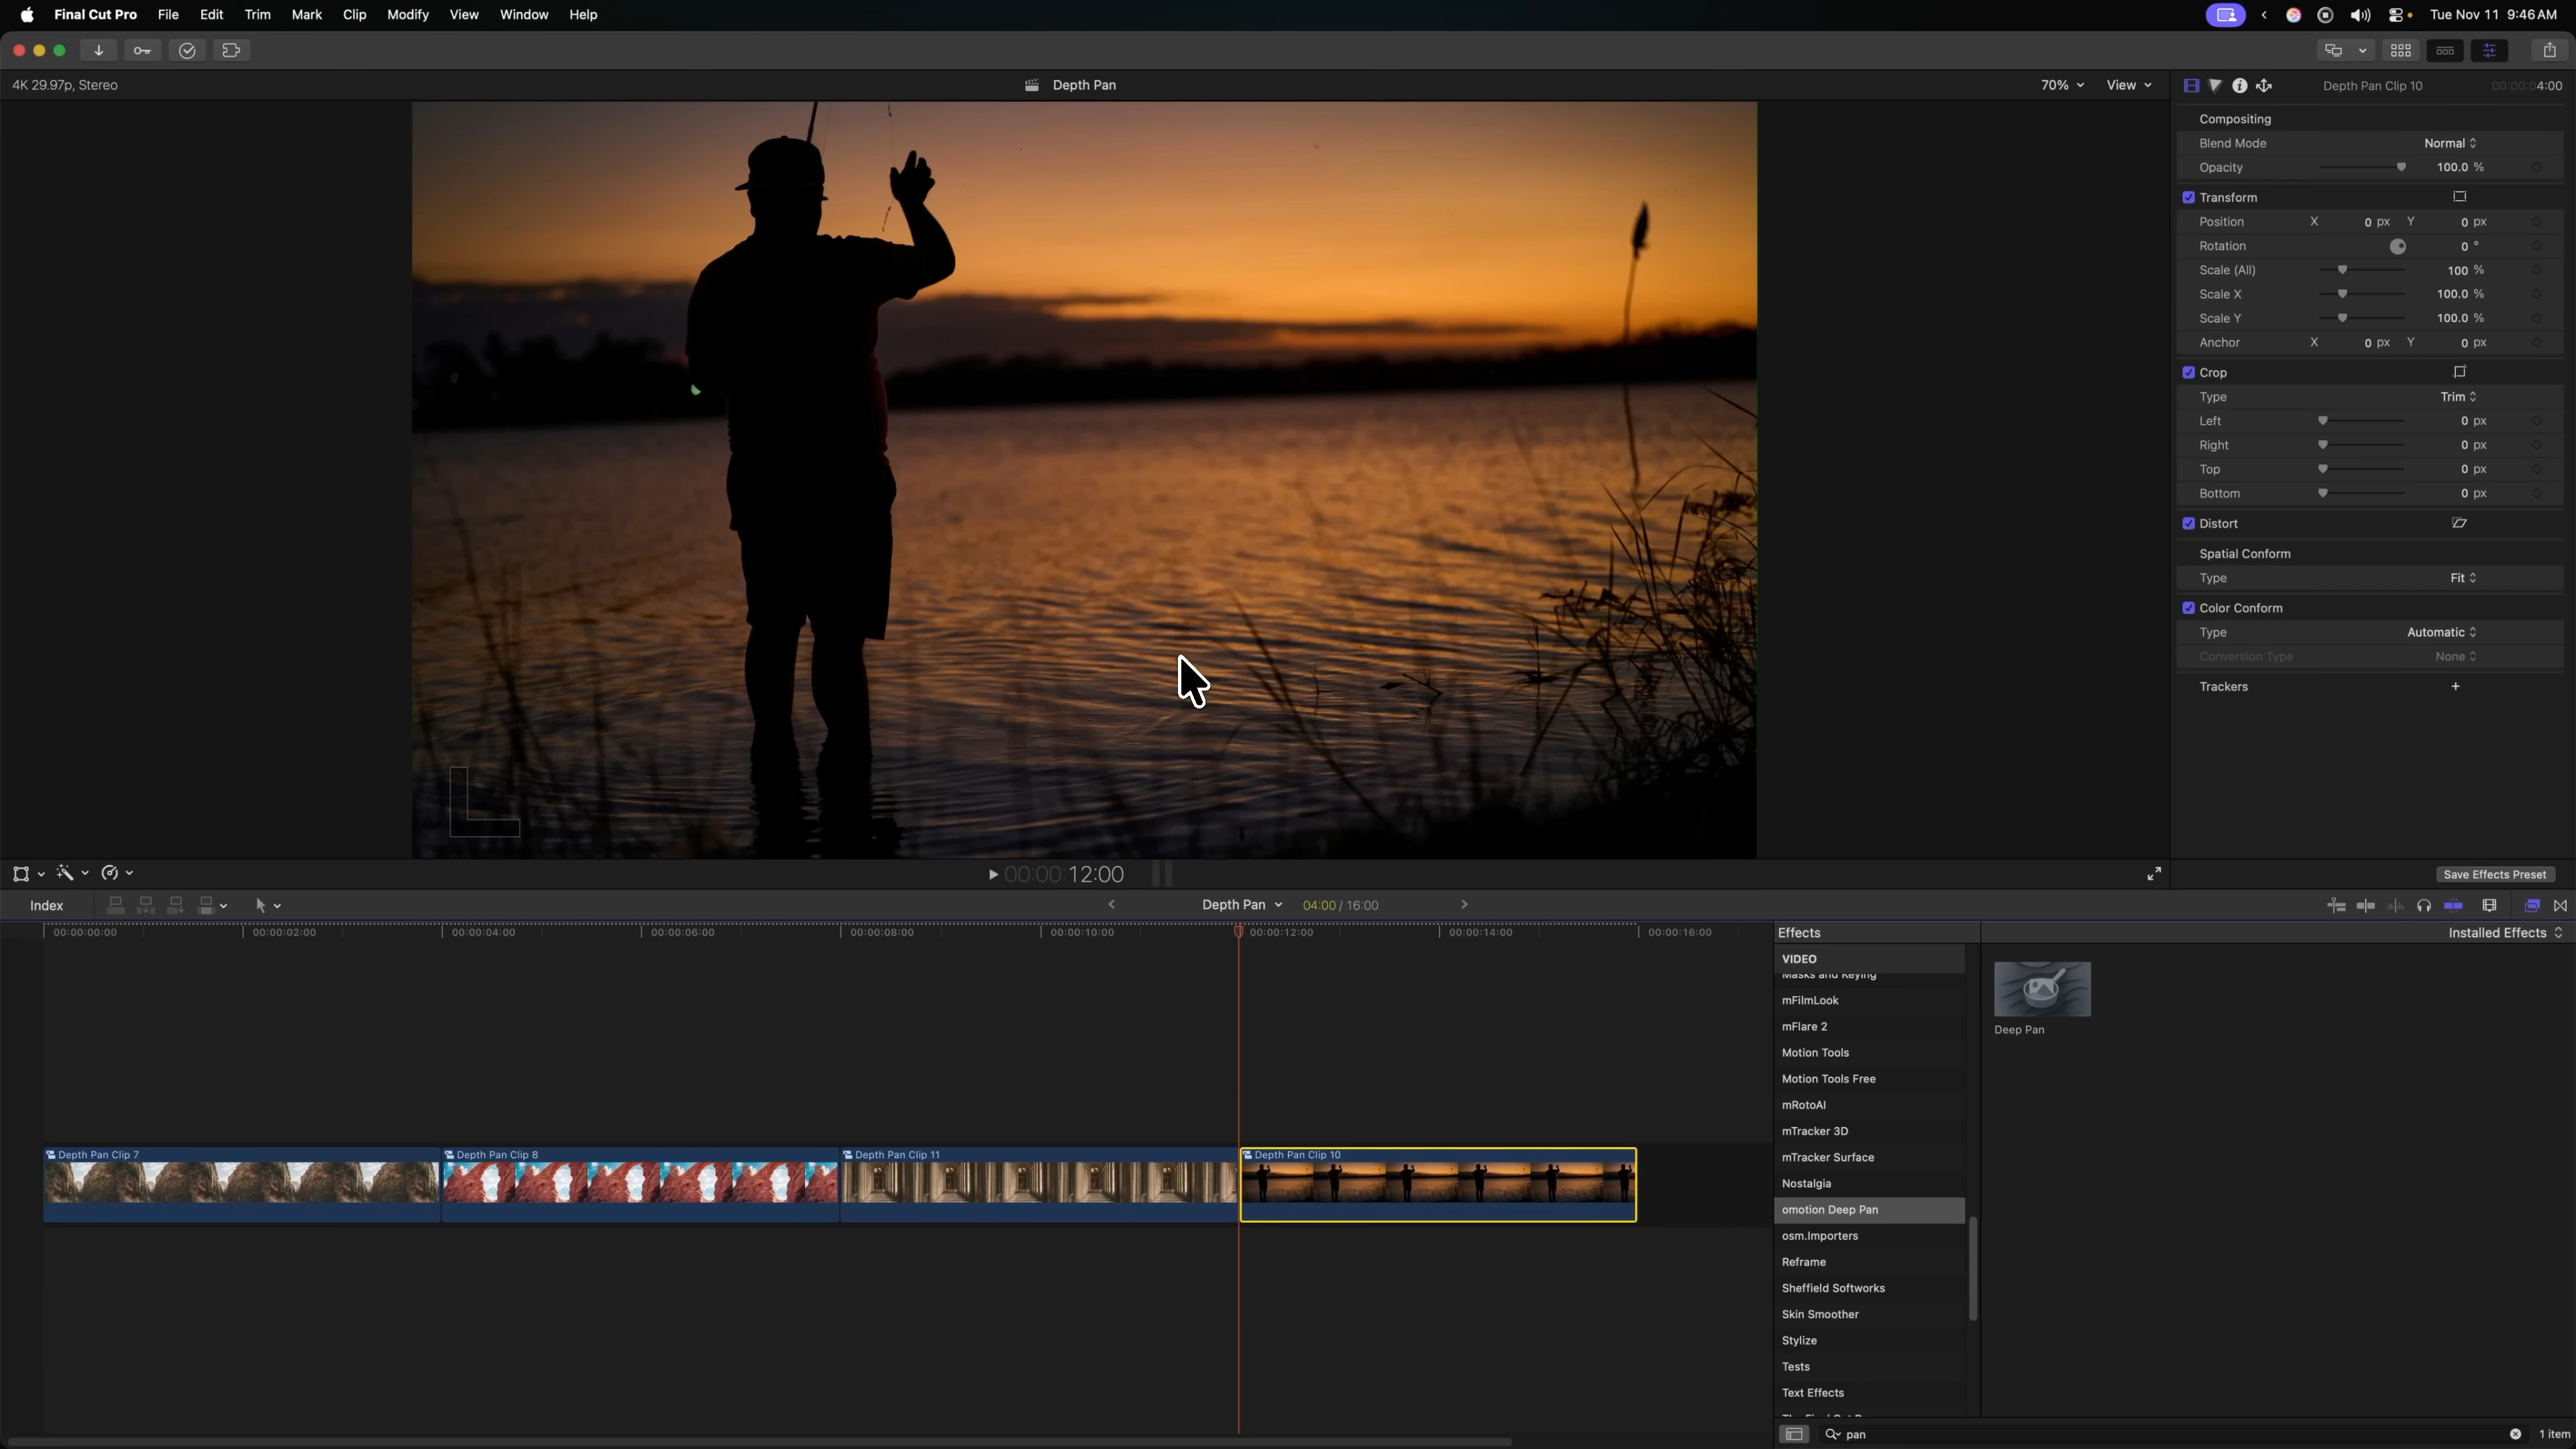 Final Cut Pro File Edit Trim Mark Clip Modify View Window Help Tue Nov 11 9:46 AM
4K 29.97p, Stereo Depth Pan 70% View Depth Pan Clip 10 00:00:04:00
Compositing
Blend Mode Normal
Opacity 100.0 %
Transform
Position X 0 px Y 0 px
Rotation 0 °
Scale (All) 100 %
Scale X 100.0 %
Scale Y 100.0 %
Anchor X 0 px Y 0 px
Crop
Type Trim
Left 0 px
Right 0 px
Top 0 px
Bottom 0 px
Distort
Spatial Conform
Type Fit
Color Conform
Type Automatic
Conversion Type None
Trackers +
00:00:12:00 Save Effects Preset
Index Depth Pan 04:00 / 16:00
00:00:00:00 00:00:02:00 00:00:04:00 00:00:06:00 00:00:08:00 00:00:10:00 00:00:12:00 00:00:14:00 00:00:16:00
Depth Pan Clip 7 Depth Pan Clip 8 Depth Pan Clip 11 Depth Pan Clip 10
Effects Installed Effects
VIDEO
Masks and Keying
mFilmLook
mFlare 2
Motion Tools
Motion Tools Free
mRotoAI
mTracker 3D
mTracker Surface
Nostalgia
omotion Deep Pan
osm.Importers
Reframe
Sheffield Softworks
Skin Smoother
Stylize
Tests
Text Effects
Deep Pan
pan 1 item